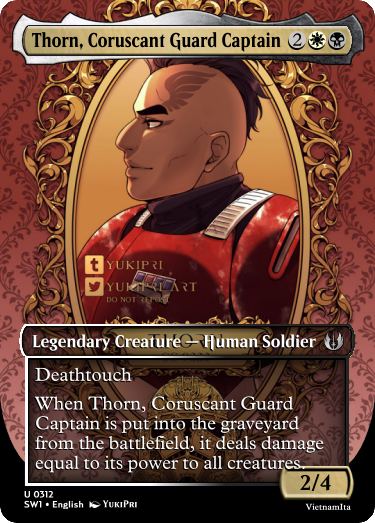 Thorn, Coruscant Guard Captain 2
YUKIPRI
YUKIPRI ART
DO NOT REPOST
Legendary Creature — Human Soldier
Deathtouch
When Thorn, Coruscant Guard
Captain is put into the graveyard
from the battlefield, it deals damage
equal to its power to all creatures.
2/4
U 0312
SW1 • English YukiPri
VietnamIta